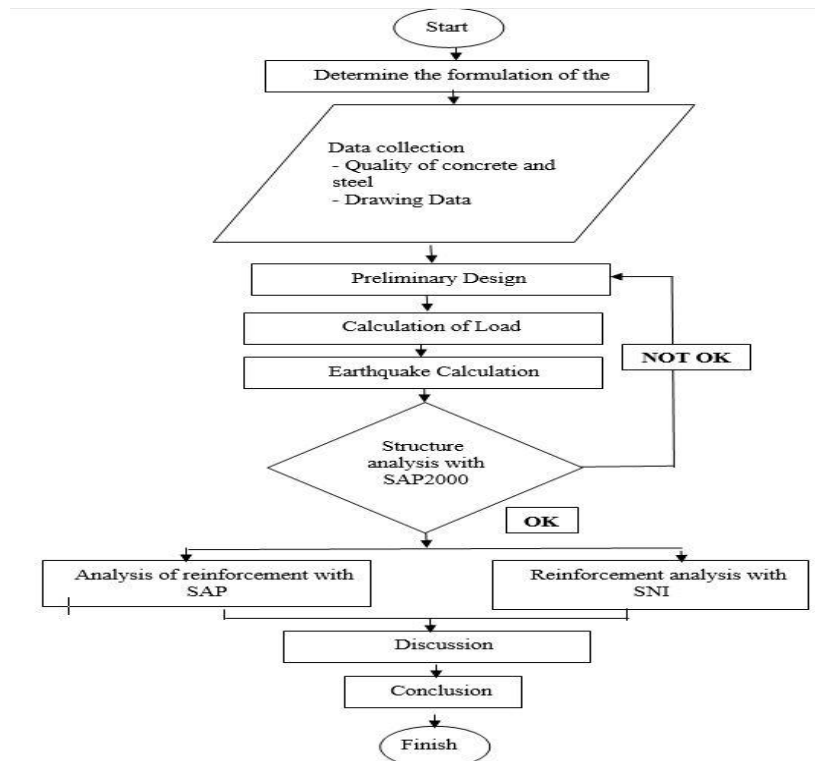 Start
Determine the formulation of the
Data collection
- Quality of concrete and
steel
- Drawing Data
Preliminary Design
Calculation of Load
NOT OK
Earthquake Calculation
Structure
analysis with
SAP2000
OK
Analysis of reinforcement with
SAP
Reinforcement analysis with
SNI
Discussion
Conclusion
Finish